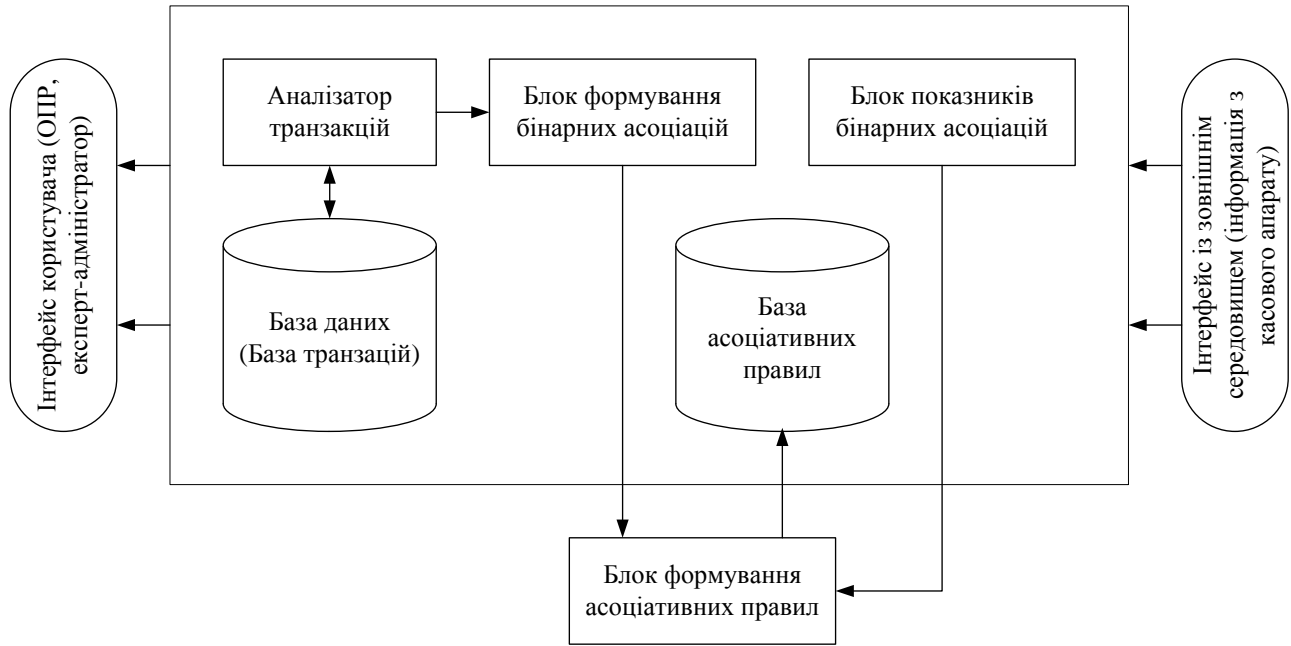 Інтерфейс користувача (ОПР,
експерт-адміністратор)
Аналізатор
транзакцій
Блок формування
бінарних асоціацій
Блок показників
бінарних асоціацій
База даних
(База транзацій)
База
асоціативних
правил
Інтерфейс із зовнішнім
середовищем (інформація з
касового апарату)
Блок формування
асоціативних правил